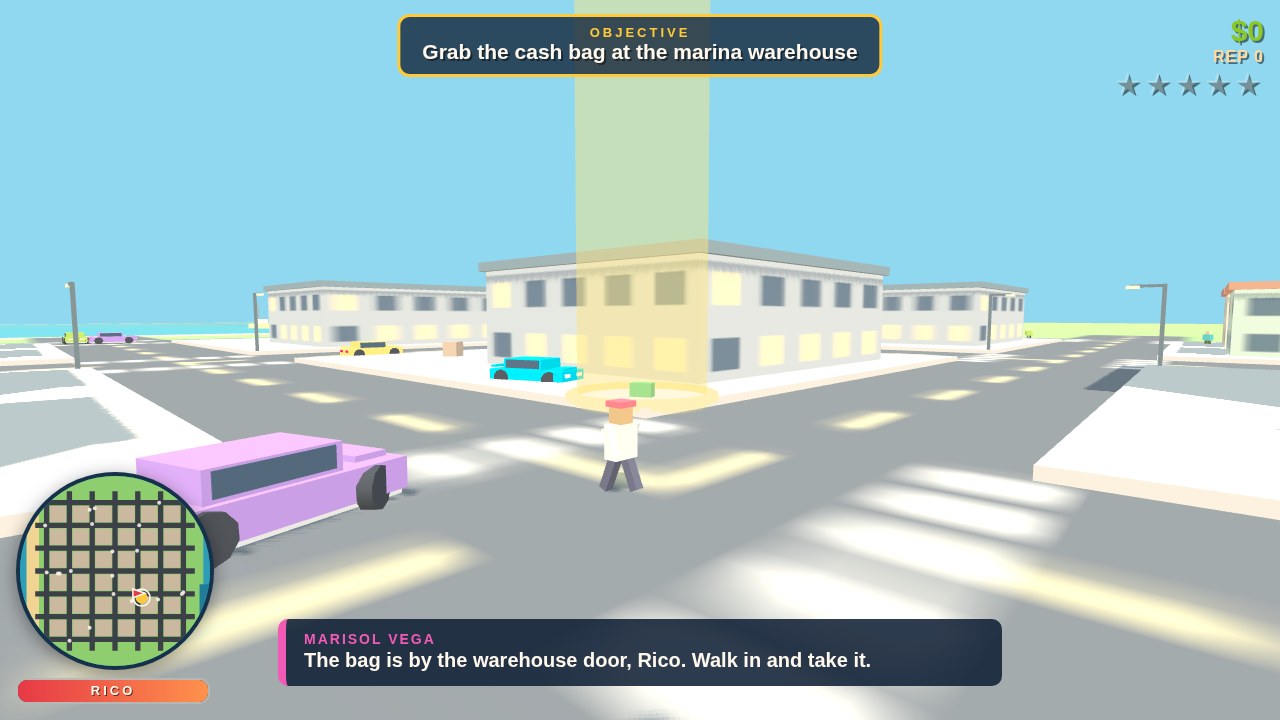 OBJECTIVE
Grab the cash bag at the marina warehouse
$0
REP 0
MARISOL VEGA
The bag is by the warehouse door, Rico. Walk in and take it.
RICO